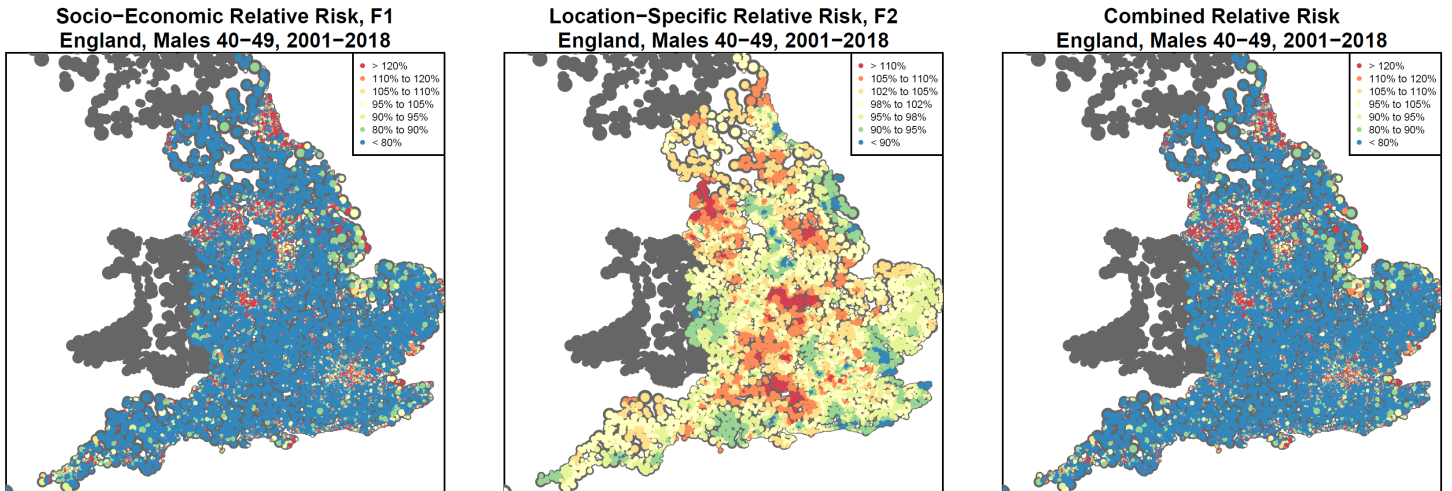 Socio−Economic Relative Risk, F1
England, Males 40−49, 2001−2018
> 120%
110% to 120%
105% to 110%
95% to 105%
90% to 95%
80% to 90%
< 80%
Location−Specific Relative Risk, F2
England, Males 40−49, 2001−2018
> 110%
105% to 110%
102% to 105%
98% to 102%
95% to 98%
90% to 95%
< 90%
Combined Relative Risk
England, Males 40−49, 2001−2018
> 120%
110% to 120%
105% to 110%
95% to 105%
90% to 95%
80% to 90%
< 80%